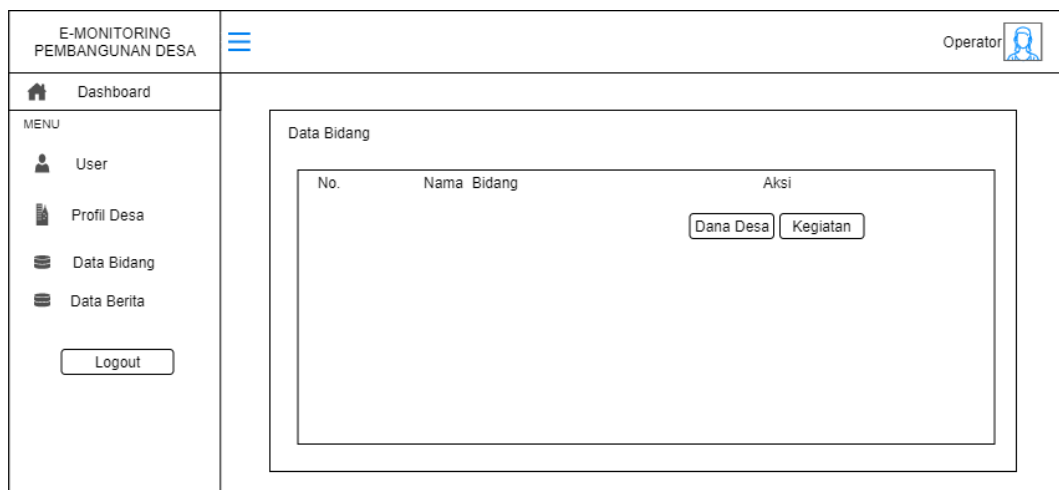 E-MONITORING
PEMBANGUNAN DESA
Operator
Dashboard
MENU
User
Profil Desa
Data Bidang
Data Berita
Logout
Data Bidang
No. Nama Bidang Aksi
Dana Desa Kegiatan